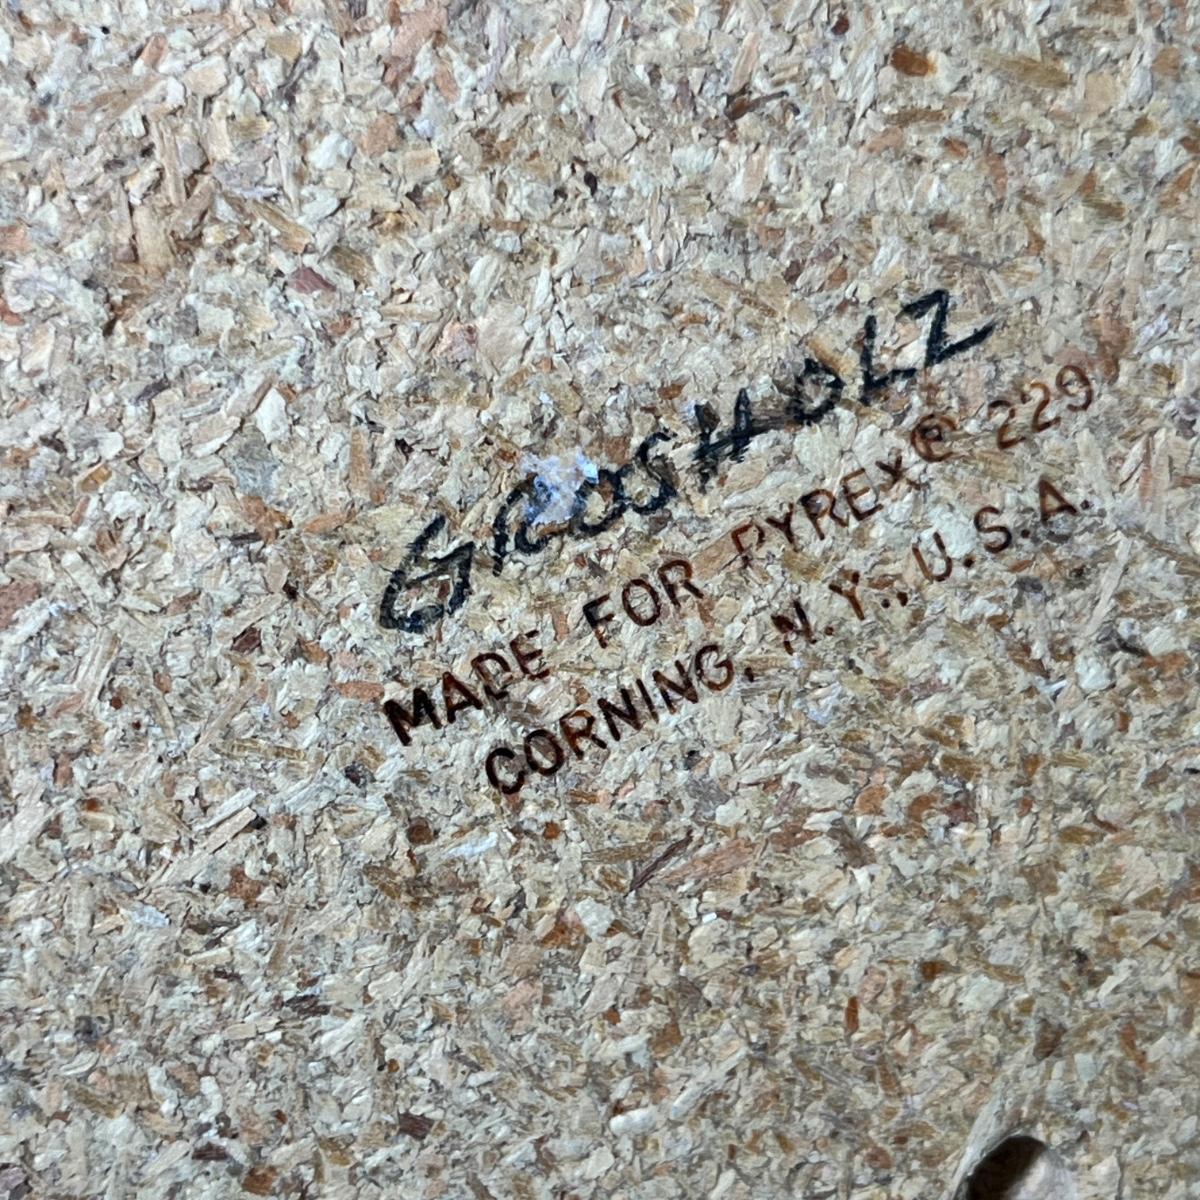 GROSHOLZ
MADE FOR PYREX® 229
CORNING, N. Y., U. S. A.